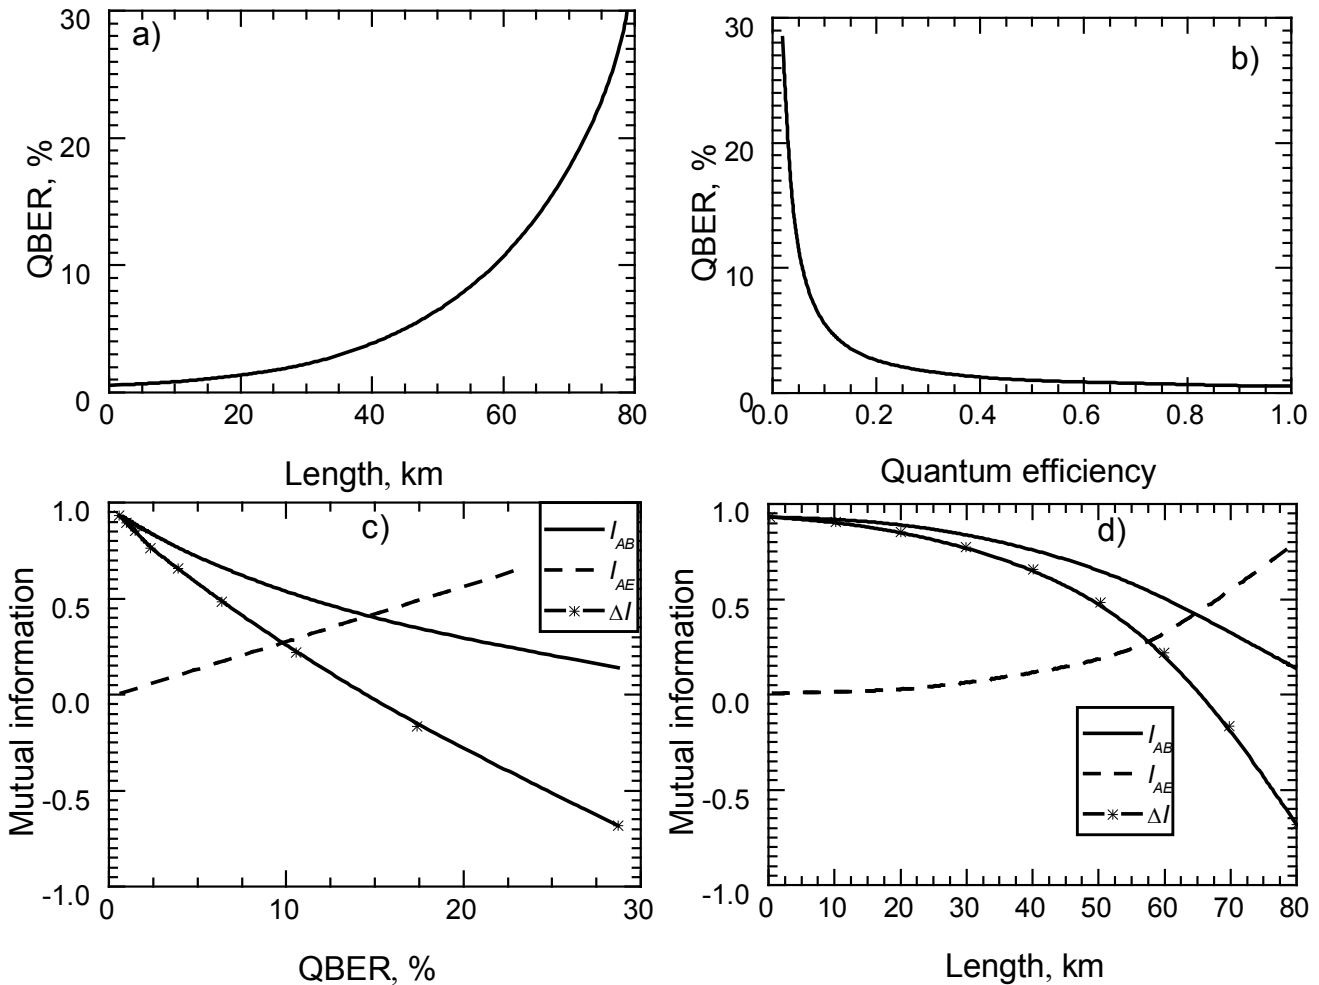 a)
30
20
10
0
QBER, %
0 20 40 60 80
Length, km
b)
30
20
10
0
QBER, %
0.0 0.2 0.4 0.6 0.8 1.0
Quantum efficiency
c)
1.0
0.5
0.0
-0.5
-1.0
Mutual information
I_AB
I_AE
ΔI
0 10 20 30
QBER, %
d)
1.0
0.5
0.0
-0.5
-1.0
Mutual information
I_AB
I_AE
ΔI
0 10 20 30 40 50 60 70 80
Length, km